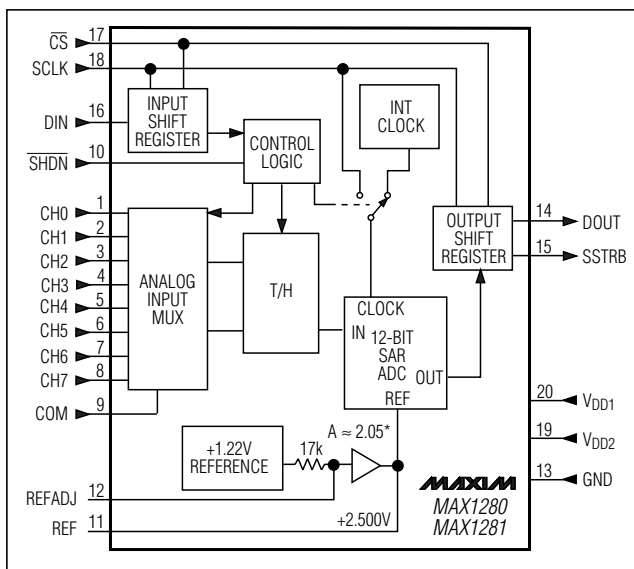 CS 17
SCLK 18
DIN 16
SHDN 10
CH0 1
CH1 2
CH2 3
CH3 4
CH4 5
CH5 6
CH6 7
CH7 8
COM 9
REFADJ 12
REF 11
INPUT
SHIFT
REGISTER
CONTROL
LOGIC
INT
CLOCK
ANALOG
INPUT
MUX
T/H
CLOCK
IN
12-BIT
SAR
ADC
OUT
REF
OUTPUT
SHIFT
REGISTER
14 DOUT
15 SSTRB
+1.22V
REFERENCE
17k
A ≈ 2.05*
+2.500V
20 VDD1
19 VDD2
13 GND
MAXIM
MAX1280
MAX1281